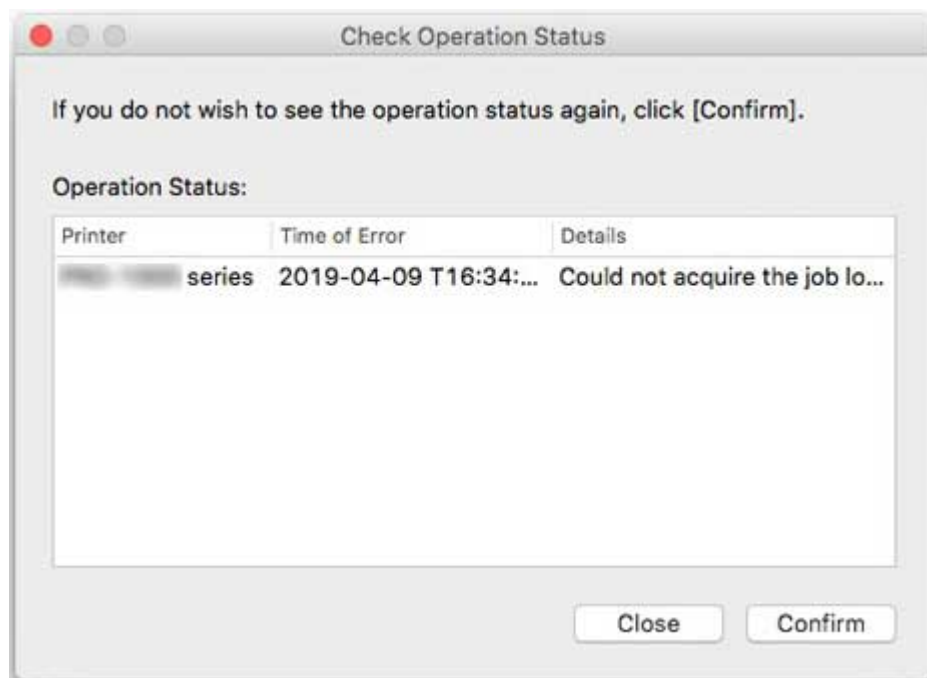 Check Operation Status
If you do not wish to see the operation status again, click [Confirm].
Operation Status:
Printer Time of Error Details
series 2019-04-09 T16:34:... Could not acquire the job lo...
Close Confirm